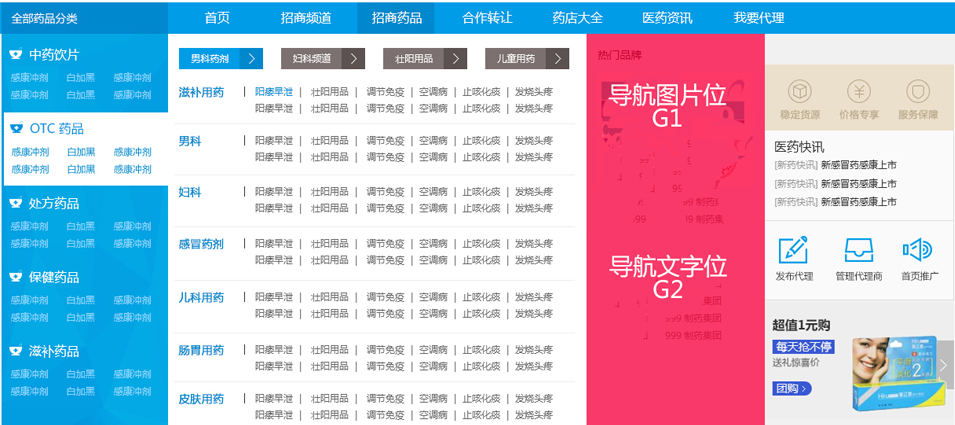 全部药品分类 首页 招商频道 招商药品 合作转让 药店大全 医药资讯 我要代理
中药饮片
感康冲剂 白加黑 感康冲剂
感康冲剂 白加黑 感康冲剂
OTC 药品
感康冲剂 白加黑 感康冲剂
感康冲剂 白加黑 感康冲剂
处方药品
感康冲剂 白加黑 感康冲剂
感康冲剂 白加黑 感康冲剂
保健药品
感康冲剂 白加黑 感康冲剂
感康冲剂 白加黑 感康冲剂
滋补药品
感康冲剂 白加黑 感康冲剂
感康冲剂 白加黑 感康冲剂
男科药剂 妇科频道 壮阳用品 儿童用药
滋补用药 | 阳痿早泄 | 壮阳用品 | 调节免疫 | 空调病 | 止咳化痰 | 发烧头疼
阳痿早泄 | 壮阳用品 | 调节免疫 | 空调病 | 止咳化痰 | 发烧头疼
男科 | 阳痿早泄 | 壮阳用品 | 调节免疫 | 空调病 | 止咳化痰 | 发烧头疼
阳痿早泄 | 壮阳用品 | 调节免疫 | 空调病 | 止咳化痰 | 发烧头疼
妇科 | 阳痿早泄 | 壮阳用品 | 调节免疫 | 空调病 | 止咳化痰 | 发烧头疼
阳痿早泄 | 壮阳用品 | 调节免疫 | 空调病 | 止咳化痰 | 发烧头疼
感冒药剂 | 阳痿早泄 | 壮阳用品 | 调节免疫 | 空调病 | 止咳化痰 | 发烧头疼
阳痿早泄 | 壮阳用品 | 调节免疫 | 空调病 | 止咳化痰 | 发烧头疼
儿科用药 | 阳痿早泄 | 壮阳用品 | 调节免疫 | 空调病 | 止咳化痰 | 发烧头疼
阳痿早泄 | 壮阳用品 | 调节免疫 | 空调病 | 止咳化痰 | 发烧头疼
肠胃用药 | 阳痿早泄 | 壮阳用品 | 调节免疫 | 空调病 | 止咳化痰 | 发烧头疼
阳痿早泄 | 壮阳用品 | 调节免疫 | 空调病 | 止咳化痰 | 发烧头疼
皮肤用药 | 阳痿早泄 | 壮阳用品 | 调节免疫 | 空调病 | 止咳化痰 | 发烧头疼
阳痿早泄 | 壮阳用品 | 调节免疫 | 空调病 | 止咳化痰 | 发烧头疼
热门品牌
导航图片位
G1
99
999 9 制药集
导航文字位
G2
集团
999 制药集团
999 制药集团
稳定货源 价格专享 服务保障
医药快讯
[新药快讯] 新感冒药感康上市
[新药快讯] 新感冒药感康上市
[新药快讯] 新感冒药感康上市
发布代理 管理代理商 首页推广
超值1元购
每天抢不停
送礼惊喜价
团购